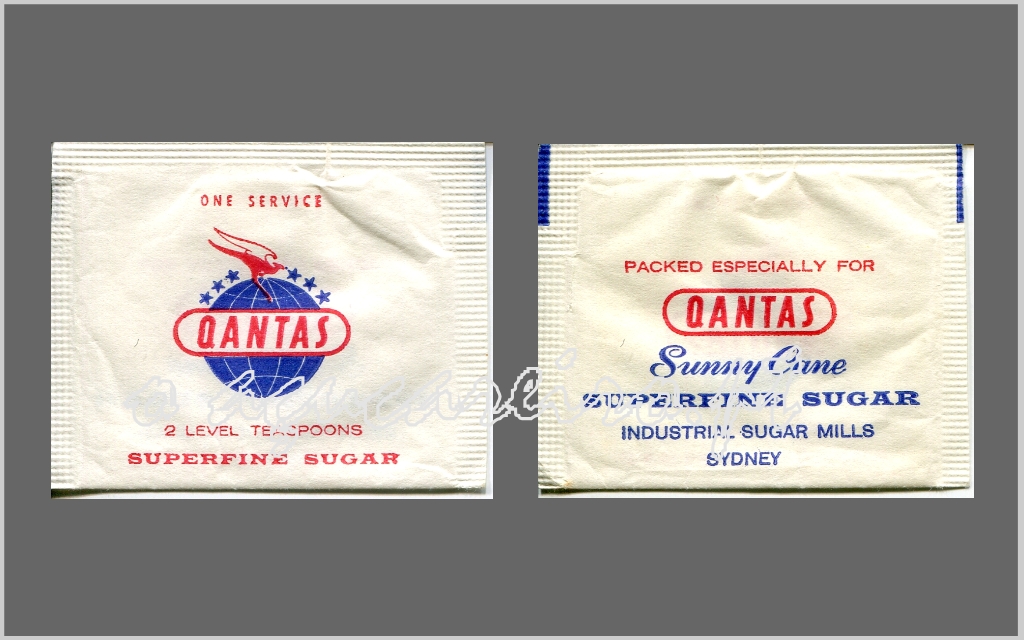 ONE SERVICE
QANTAS
2 LEVEL TEASPOONS
SUPERFINE SUGAR
PACKED ESPECIALLY FOR
QANTAS
Sunny Cane
SUPERFINE SUGAR
INDUSTRIAL SUGAR MILLS
SYDNEY